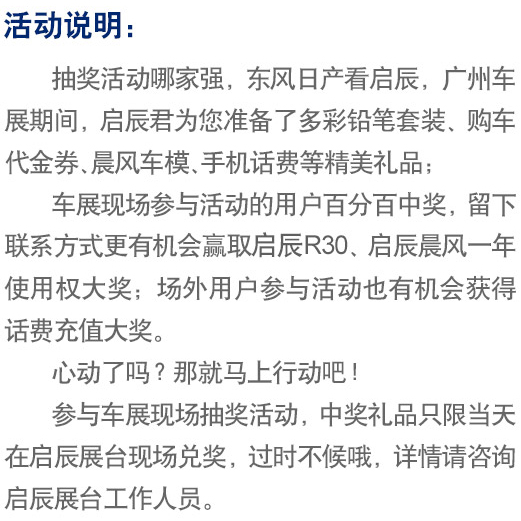 活动说明：
抽奖活动哪家强，东风日产看启辰，广州车
展期间，启辰君为您准备了多彩铅笔套装、购车
代金券、晨风车模、手机话费等精美礼品；
车展现场参与活动的用户百分百中奖，留下
联系方式更有机会赢取启辰R30、启辰晨风一年
使用权大奖；场外用户参与活动也有机会获得
话费充值大奖。
心动了吗？那就马上行动吧！
参与车展现场抽奖活动，中奖礼品只限当天
在启辰展台现场兑奖，过时不候哦，详情请咨询
启辰展台工作人员。